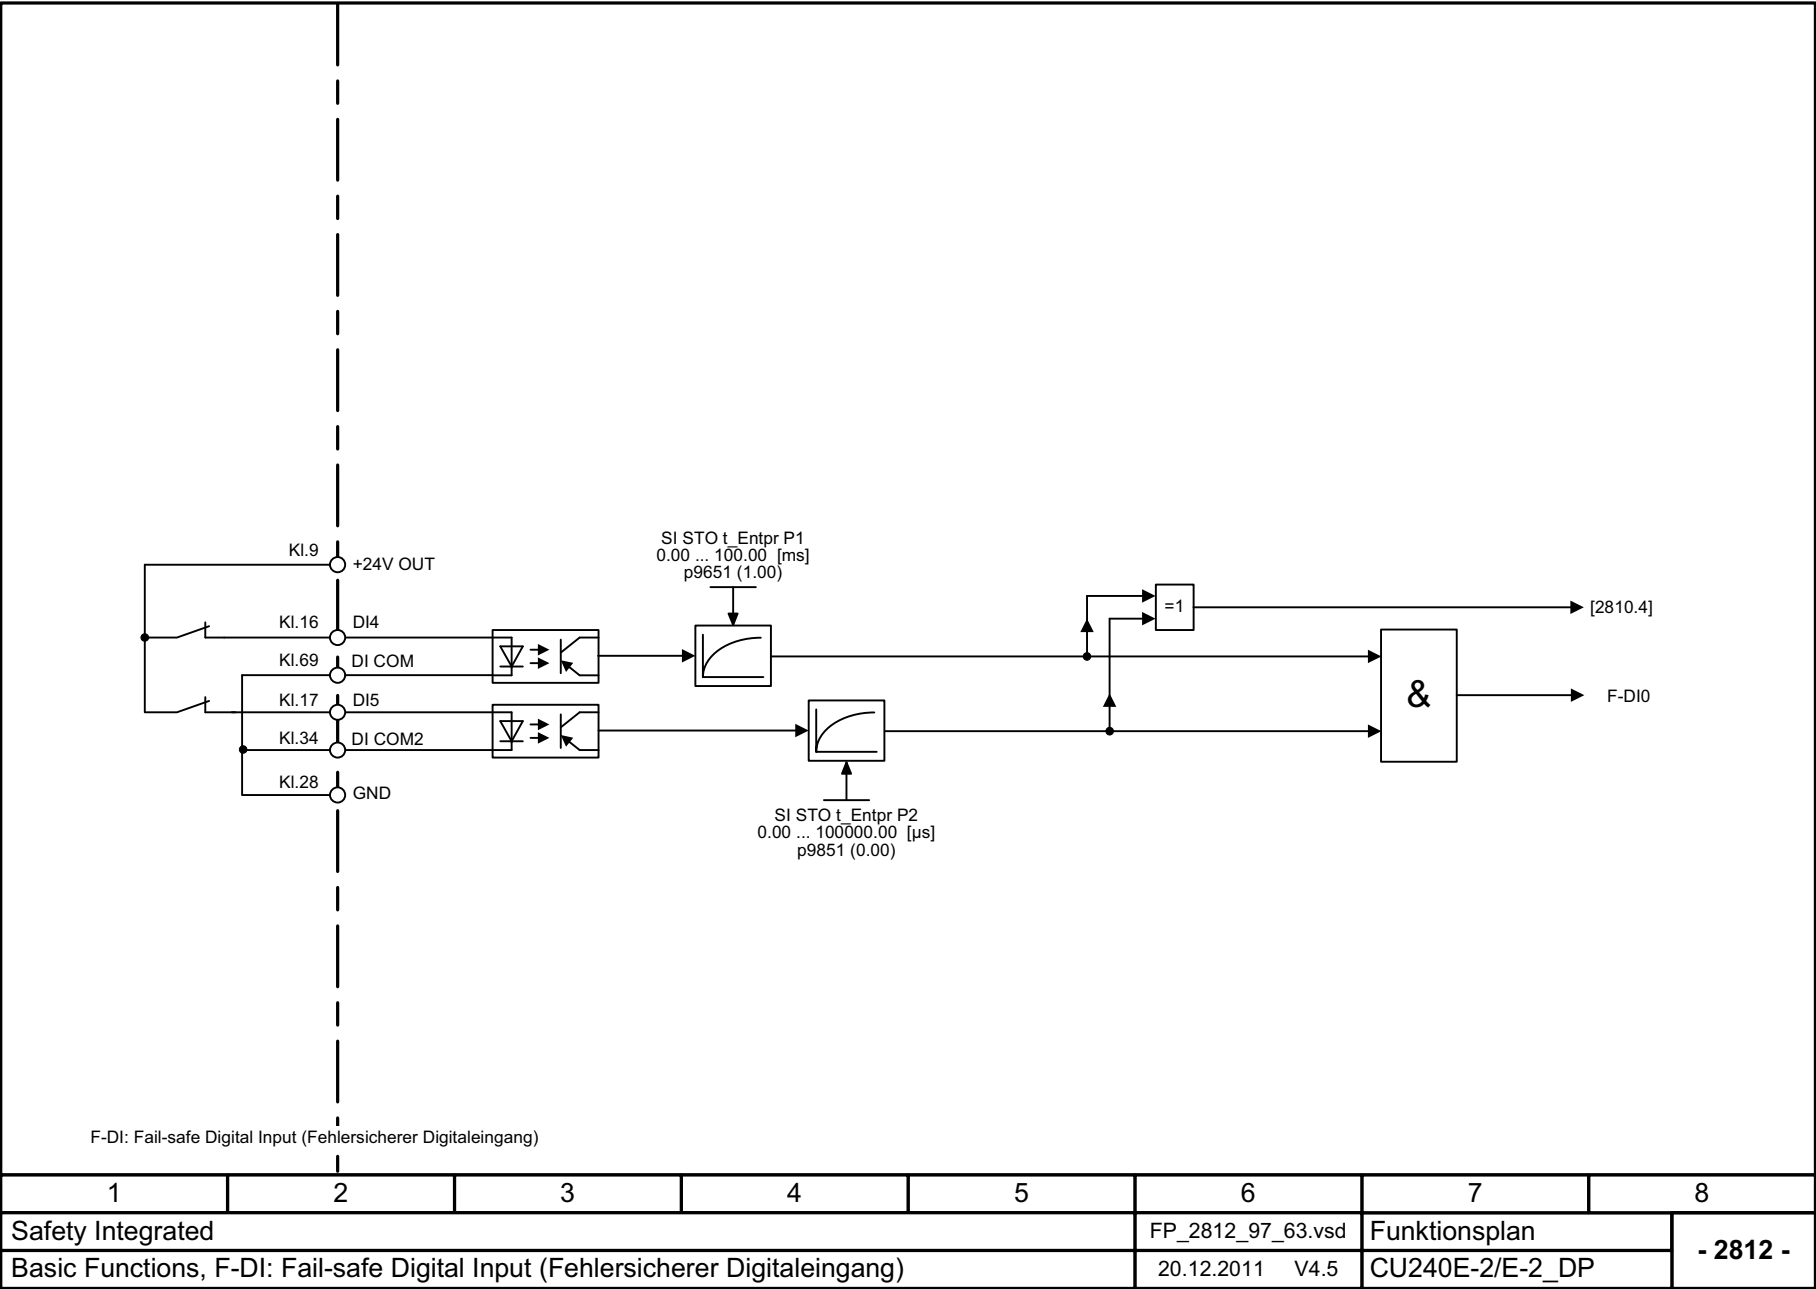 SI STO t_Entpr P1
0.00 ... 100.00 [ms]
p9651 (1.00)
Kl.9
+24V OUT
Kl.16
DI4
=1
[2810.4]
Kl.69
DI COM
Kl.17
DI5
&
F-DI0
Kl.34
DI COM2
Kl.28
GND
SI STO t_Entpr P2
0.00 ... 100000.00 [µs]
p9851 (0.00)
F-DI: Fail-safe Digital Input (Fehlersicherer Digitaleingang)
1 2 3 4 5 6 7 8
Safety Integrated
FP_2812_97_63.vsd
Funktionsplan
- 2812 -
Basic Functions, F-DI: Fail-safe Digital Input (Fehlersicherer Digitaleingang)
20.12.2011 V4.5
CU240E-2/E-2_DP